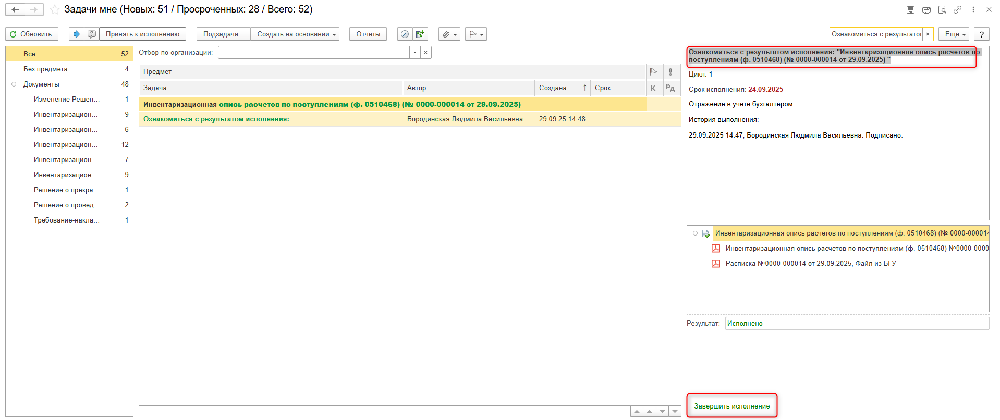 Задачи мне (Новых: 51 / Просроченных: 28 / Всего: 52)
Обновить
Принять к исполнению
Подзадача...
Создать на основании
Отчеты
Ознакомиться с результато
×
Еще
?
Все 52
Без предмета 4
Документы 48
Изменение Решен... 1
Инвентаризацион... 9
Инвентаризацион... 6
Инвентаризацион... 12
Инвентаризацион... 7
Инвентаризацион... 9
Решение о прекра... 1
Решение о провед... 2
Требование-накла... 1
Отбор по организации:
×
Предмет
Задача Автор Создана ↑ Срок К Рд
Инвентаризационная опись расчетов по поступлениям (ф. 0510468) (№ 0000-000014 от 29.09.2025)
Ознакомиться с результатом исполнения: Бородинская Людмила Васильевна 29.09.25 14:48
Ознакомиться с результатом исполнения: "Инвентаризационная опись расчетов по
поступлениям (ф. 0510468) (№ 0000-000014 от 29.09.2025) "
Цикл: 1
Срок исполнения: 24.09.2025
Отражение в учете бухгалтером
История выполнения:
------------------------------------
29.09.2025 14:47, Бородинская Людмила Васильевна. Подписано.
Инвентаризационная опись расчетов по поступлениям (ф. 0510468) (№ 0000-000014
Инвентаризационная опись расчетов по поступлениям (ф. 0510468) №0000-0000
Расписка №0000-000014 от 29.09.2025, Файл из БГУ
Результат: Исполнено
Завершить исполнение